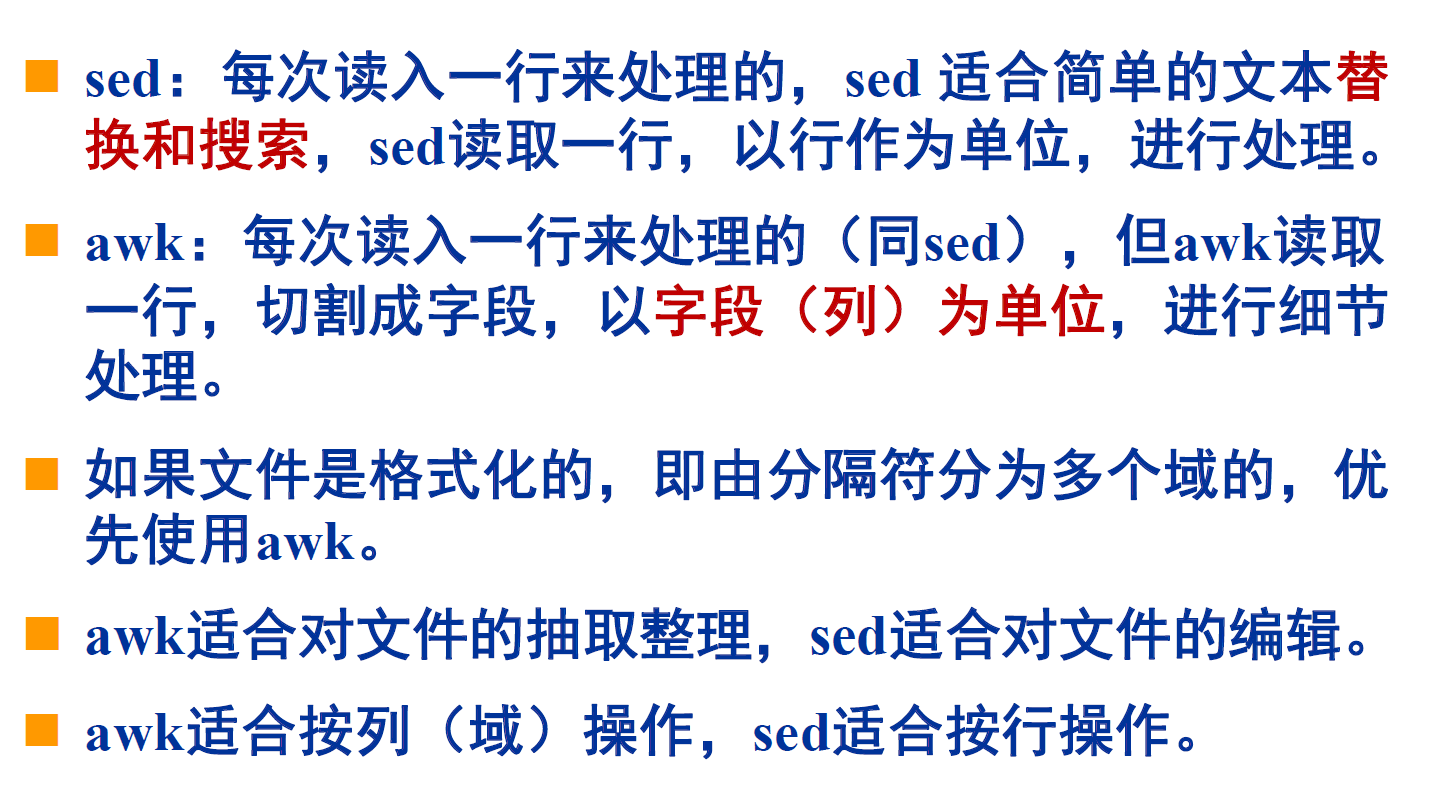 sed：每次读入一行来处理的，sed 适合简单的文本替
换和搜索，sed读取一行，以行作为单位，进行处理。
awk：每次读入一行来处理的（同sed），但awk读取
一行，切割成字段，以字段（列）为单位，进行细节
处理。
如果文件是格式化的，即由分隔符分为多个域的，优
先使用awk。
awk适合对文件的抽取整理，sed适合对文件的编辑。
awk适合按列（域）操作，sed适合按行操作。